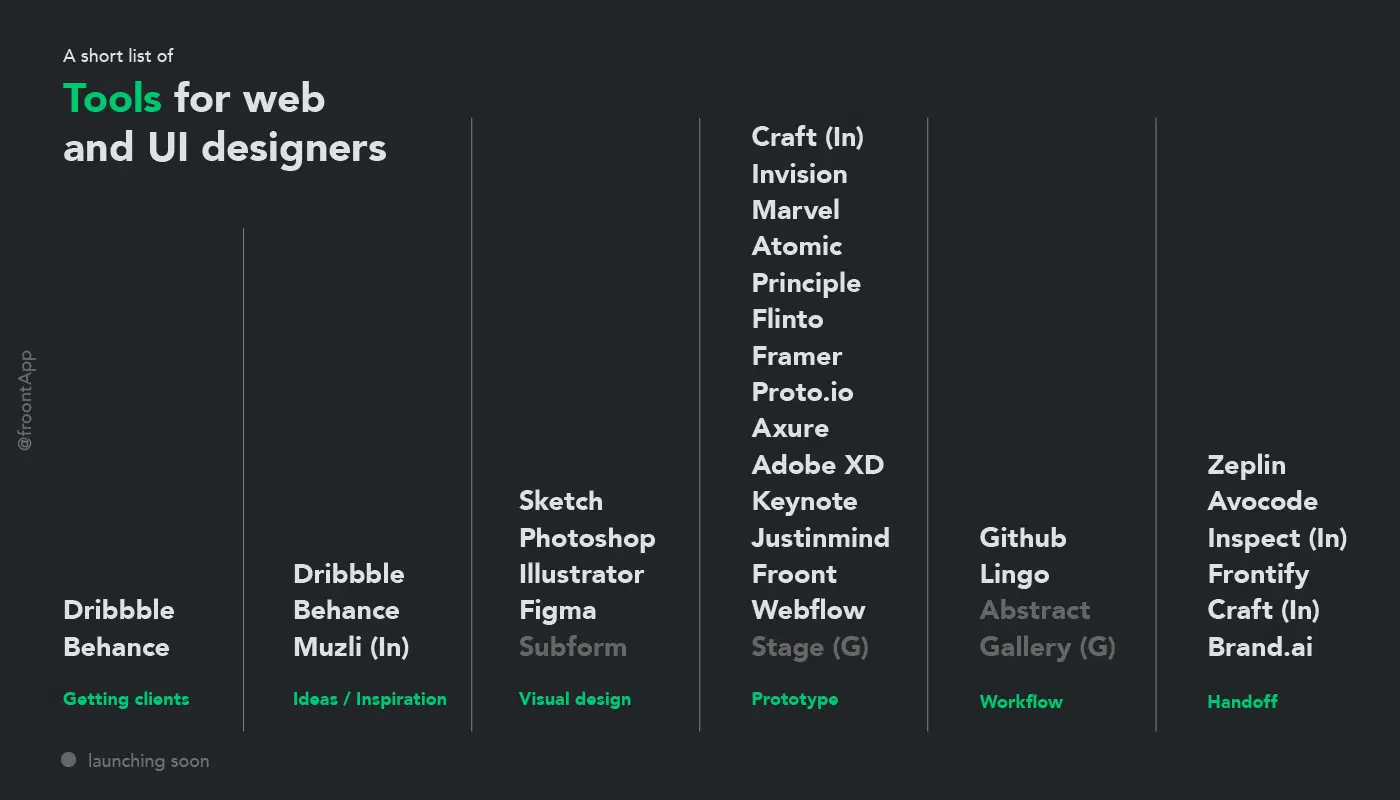 A short list of
Tools for web
and UI designers
@froontApp
Dribbble
Behance
Getting clients
Dribbble
Behance
Muzli (In)
Ideas / Inspiration
Sketch
Photoshop
Illustrator
Figma
Subform
Visual design
Craft (In)
Invision
Marvel
Atomic
Principle
Flinto
Framer
Proto.io
Axure
Adobe XD
Keynote
Justinmind
Froont
Webflow
Stage (G)
Prototype
Github
Lingo
Abstract
Gallery (G)
Workflow
Zeplin
Avocode
Inspect (In)
Frontify
Craft (In)
Brand.ai
Handoff
launching soon